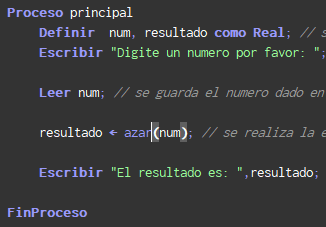 Proceso principal
Definir num, resultado como Real; // s
Escribir "Digite un numero por favor: ";
Leer num; // se guarda el numero dado en
resultado ← azar(num); // se realiza la e
Escribir "El resultado es: ",resultado;
FinProceso